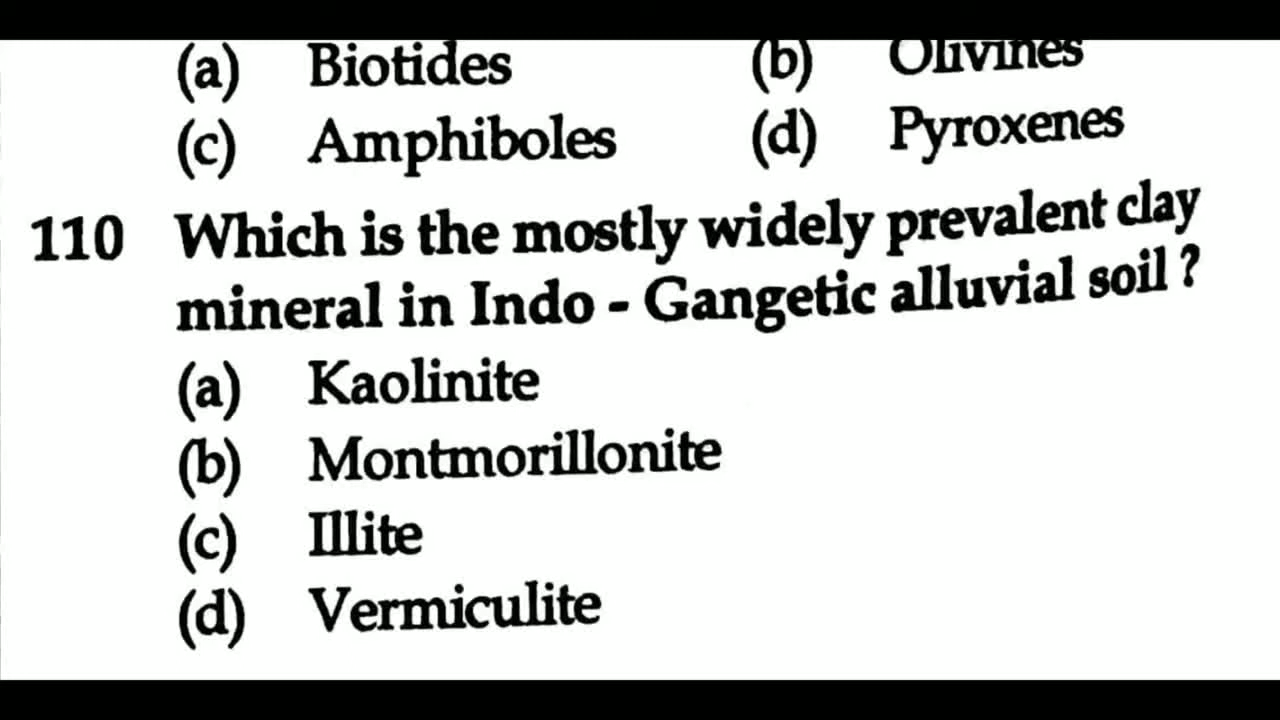 (a) Biotides (b) Olivines
(c) Amphiboles (d) Pyroxenes
110 Which is the mostly widely prevalent clay
mineral in Indo - Gangetic alluvial soil ?
(a) Kaolinite
(b) Montmorillonite
(c) Illite
(d) Vermiculite